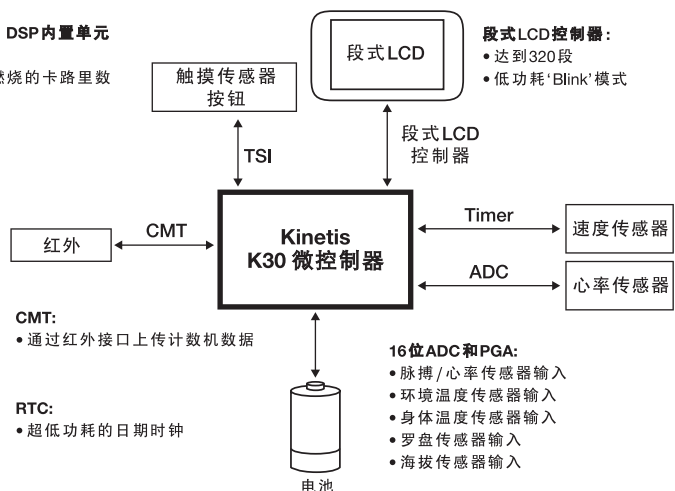 DSP内置单元
燃烧的卡路里数
触摸传感器
按钮
TSI
段式LCD
段式LCD
控制器
段式LCD控制器:
•达到320段
•低功耗‘Blink’模式
红外
CMT
Kinetis
K30 微控制器
Timer
速度传感器
ADC
心率传感器
CMT:
•通过红外接口上传计数机数据
RTC:
•超低功耗的日期时钟
电池
16位ADC和PGA:
•脉搏/心率传感器输入
•环境温度传感器输入
•身体温度传感器输入
•罗盘传感器输入
•海拔传感器输入